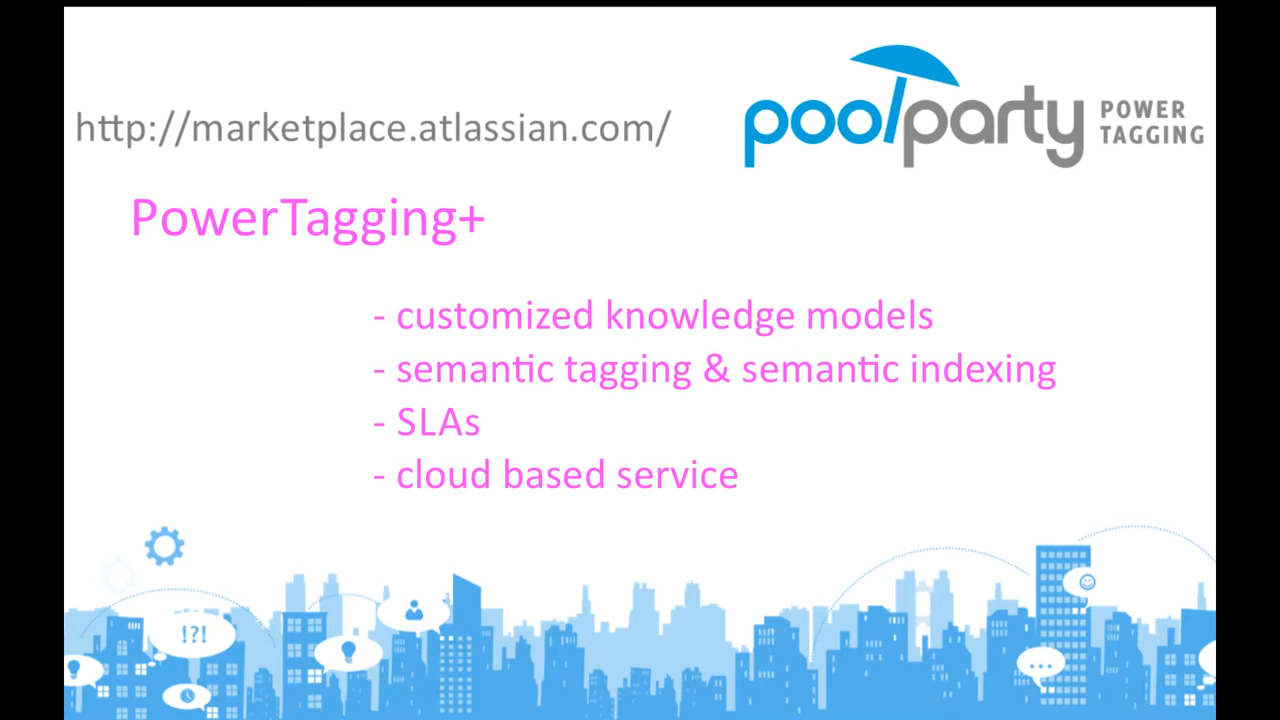 http://marketplace.atlassian.com/
poolparty POWER TAGGING
PowerTagging+
- customized knowledge models
- semantic tagging & semantic indexing
- SLAs
- cloud based service
!?!
...